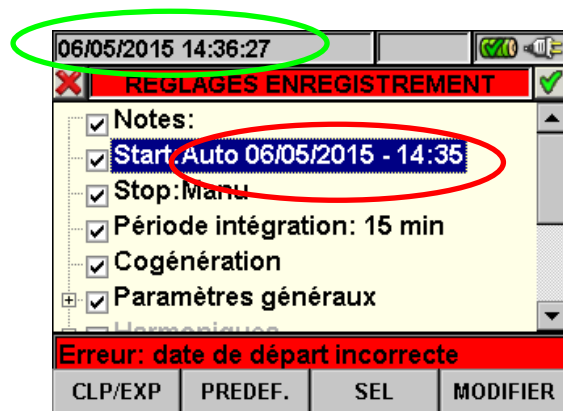 06/05/2015 14:36:27
REGLAGES ENREGISTREMENT
Notes:
Start:Auto 06/05/2015 - 14:35
Stop:Manu
Période intégration: 15 min
Cogénération
Paramètres généraux
Harmoniques
Erreur: date de départ incorrecte
CLP/EXP PREDEF. SEL MODIFIER